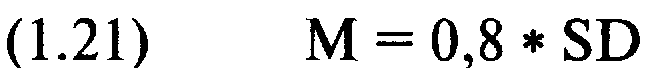 (1.21) M = 0,8 * SD